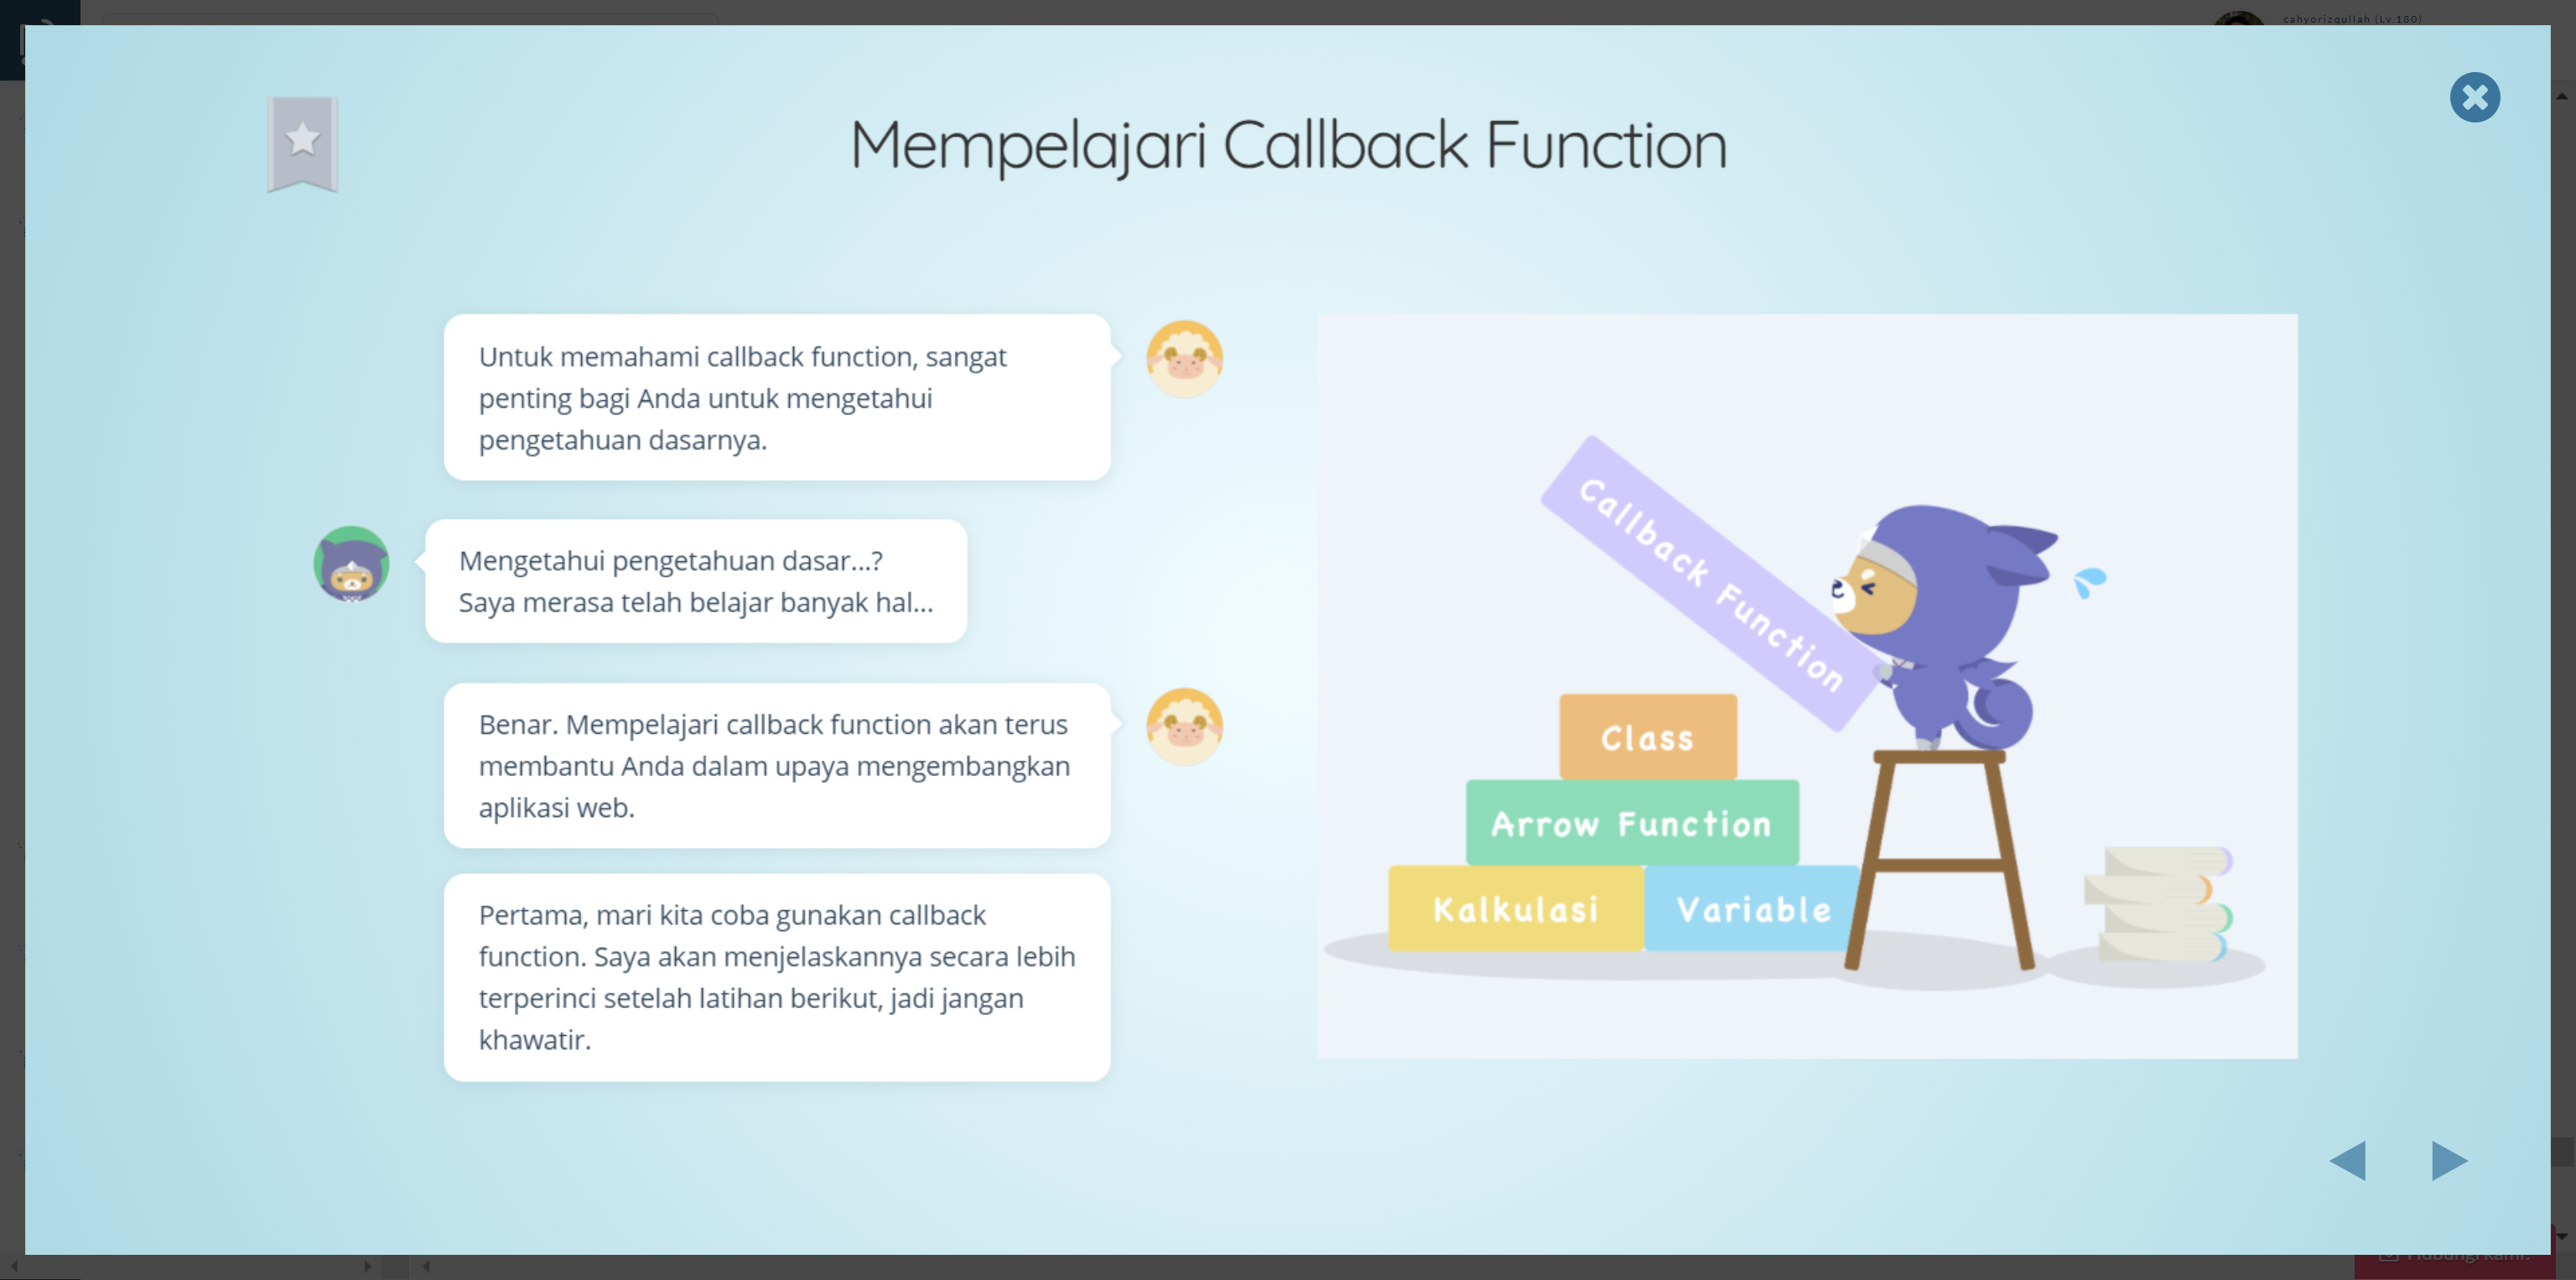 cahyorizqullah (Lv.180)
Mempelajari Callback Function
Untuk memahami callback function, sangat
penting bagi Anda untuk mengetahui
pengetahuan dasarnya.
Mengetahui pengetahuan dasar...?
Saya merasa telah belajar banyak hal...
Benar. Mempelajari callback function akan terus
membantu Anda dalam upaya mengembangkan
aplikasi web.
Pertama, mari kita coba gunakan callback
function. Saya akan menjelaskannya secara lebih
terperinci setelah latihan berikut, jadi jangan
khawatir.
Callback Function
Class
Arrow Function
Kalkulasi
Variable